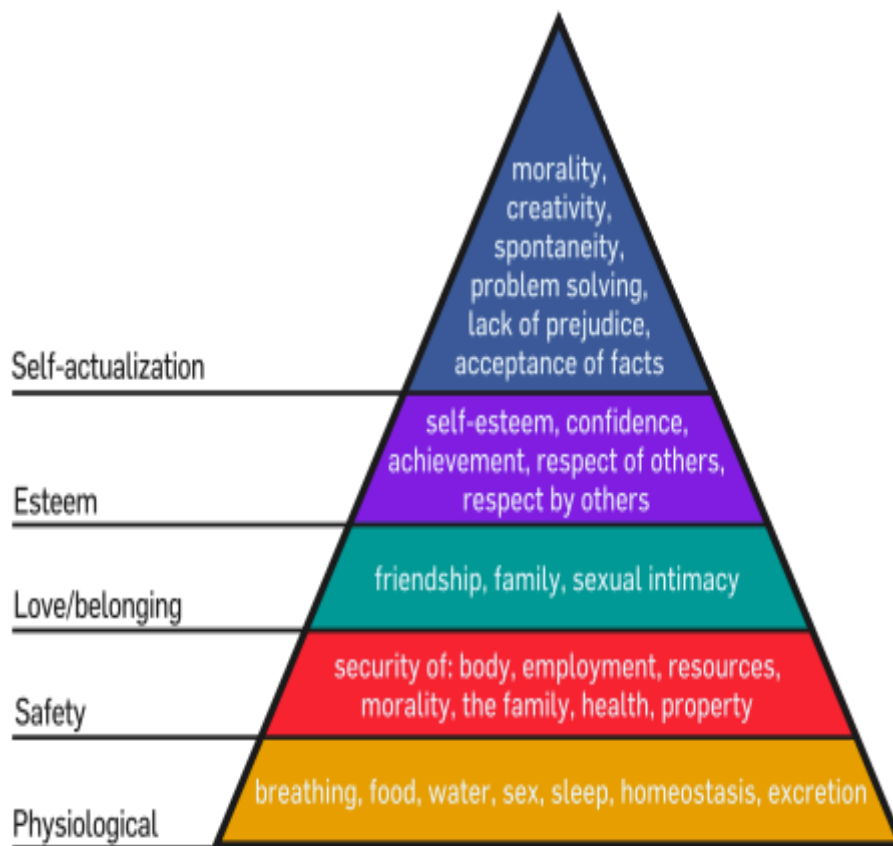 morality,
creativity,
spontaneity,
problem solving,
lack of prejudice,
acceptance of facts
Self-actualization
self-esteem, confidence,
achievement, respect of others,
respect by others
Esteem
friendship, family, sexual intimacy
Love/belonging
security of: body, employment, resources,
morality, the family, health, property
Safety
breathing, food, water, sex, sleep, homeostasis, excretion
Physiological